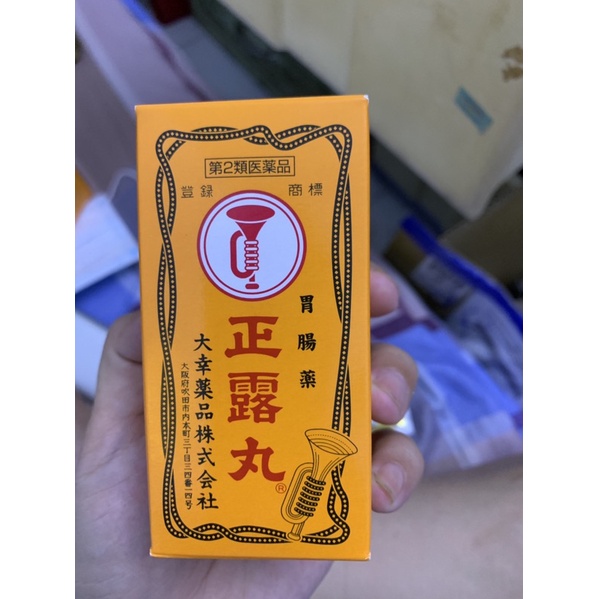 第2類医薬品
登録 商標
胃腸薬
正露丸®
大幸薬品株式会社
大阪府吹田市内本町三丁目三四番一四号